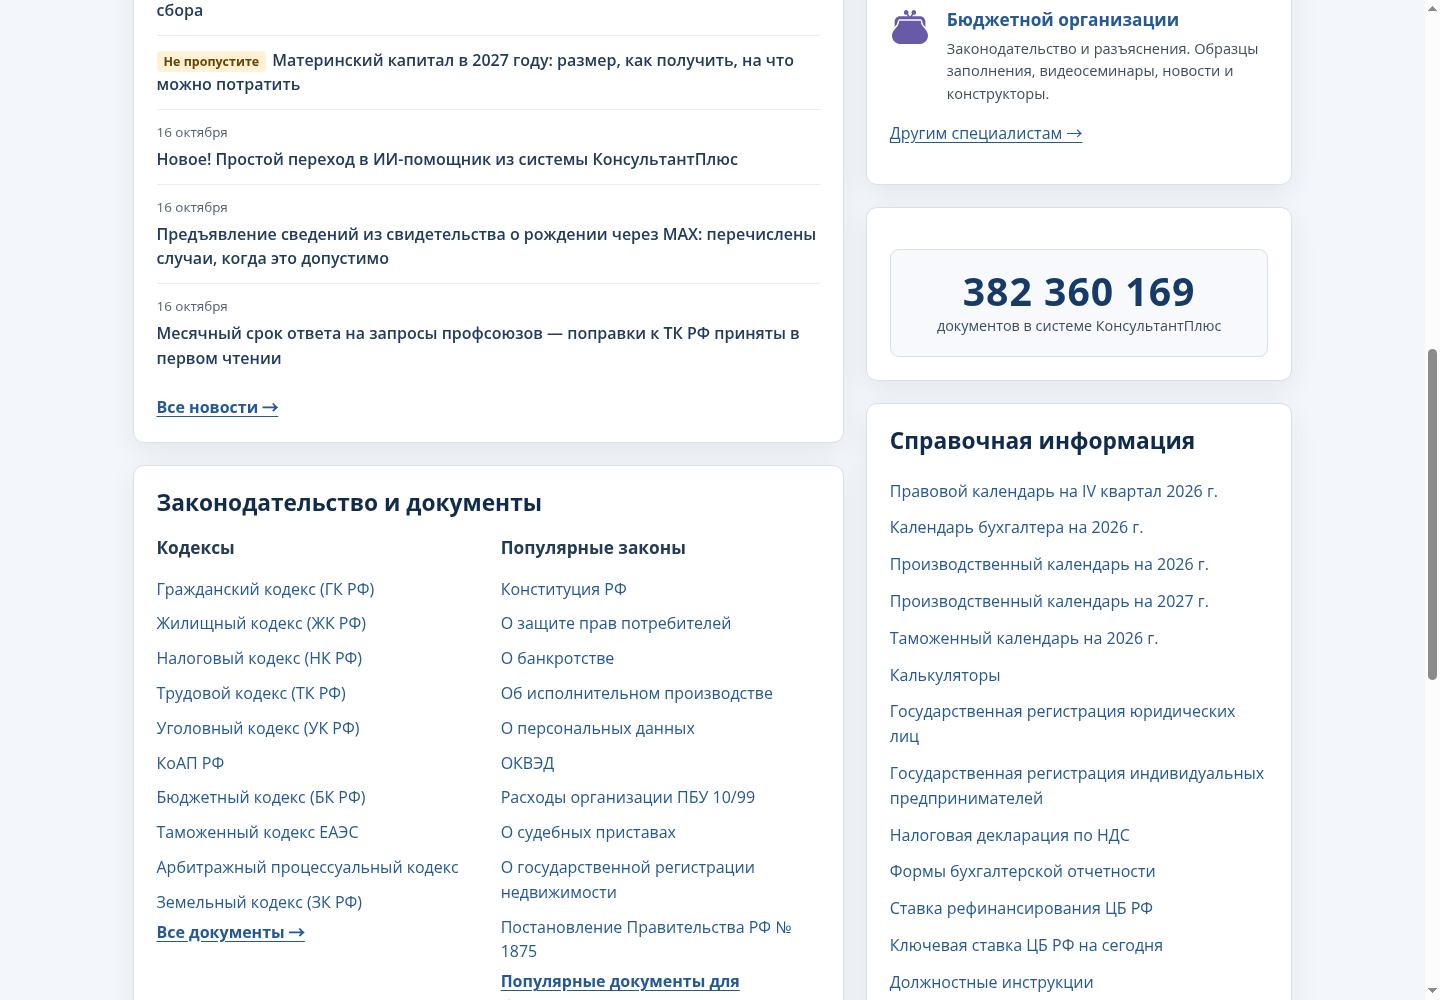 сбора
Не пропустите Материнский капитал в 2027 году: размер, как получить, на что
можно потратить
16 октября
Новое! Простой переход в ИИ-помощник из системы КонсультантПлюс
16 октября
Предъявление сведений из свидетельства о рождении через MAX: перечислены
случаи, когда это допустимо
16 октября
Месячный срок ответа на запросы профсоюзов — поправки к ТК РФ приняты в
первом чтении
Все новости →
Законодательство и документы
Кодексы
Гражданский кодекс (ГК РФ)
Жилищный кодекс (ЖК РФ)
Налоговый кодекс (НК РФ)
Трудовой кодекс (ТК РФ)
Уголовный кодекс (УК РФ)
КоАП РФ
Бюджетный кодекс (БК РФ)
Таможенный кодекс ЕАЭС
Арбитражный процессуальный кодекс
Земельный кодекс (ЗК РФ)
Все документы →
Популярные законы
Конституция РФ
О защите прав потребителей
О банкротстве
Об исполнительном производстве
О персональных данных
ОКВЭД
Расходы организации ПБУ 10/99
О судебных приставах
О государственной регистрации
недвижимости
Постановление Правительства РФ №
1875
Популярные документы для
Бюджетной организации
Законодательство и разъяснения. Образцы
заполнения, видеосеминары, новости и
конструкторы.
Другим специалистам →
382 360 169
документов в системе КонсультантПлюс
Справочная информация
Правовой календарь на IV квартал 2026 г.
Календарь бухгалтера на 2026 г.
Производственный календарь на 2026 г.
Производственный календарь на 2027 г.
Таможенный календарь на 2026 г.
Калькуляторы
Государственная регистрация юридических
лиц
Государственная регистрация индивидуальных
предпринимателей
Налоговая декларация по НДС
Формы бухгалтерской отчетности
Ставка рефинансирования ЦБ РФ
Ключевая ставка ЦБ РФ на сегодня
Должностные инструкции